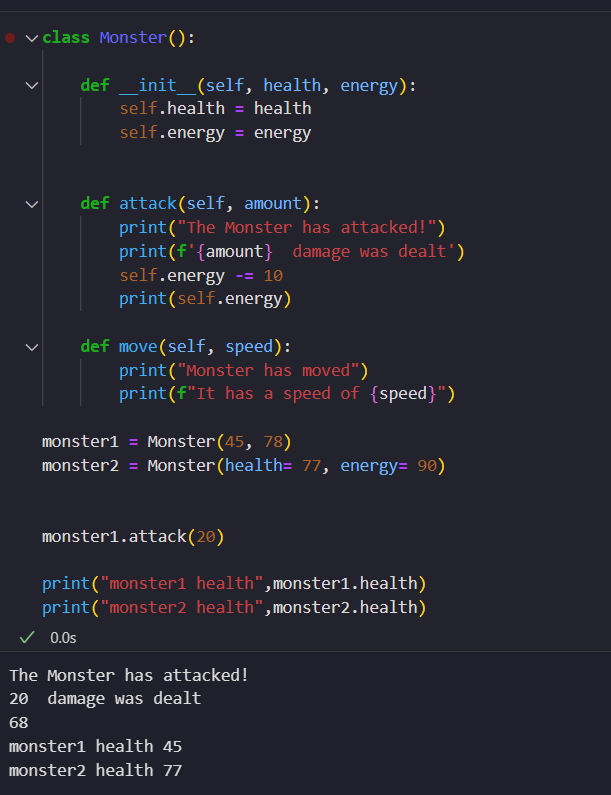 class Monster():
    def __init__(self, health, energy):
        self.health = health
        self.energy = energy
    def attack(self, amount):
        print("The Monster has attacked!")
        print(f'{amount}  damage was dealt')
        self.energy -= 10
        print(self.energy)
    def move(self, speed):
        print("Monster has moved")
        print(f"It has a speed of {speed}")
monster1 = Monster(45, 78)
monster2 = Monster(health= 77, energy= 90)
monster1.attack(20)
print("monster1 health",monster1.health)
print("monster2 health",monster2.health)
0.0s
The Monster has attacked!
20  damage was dealt
68
monster1 health 45
monster2 health 77